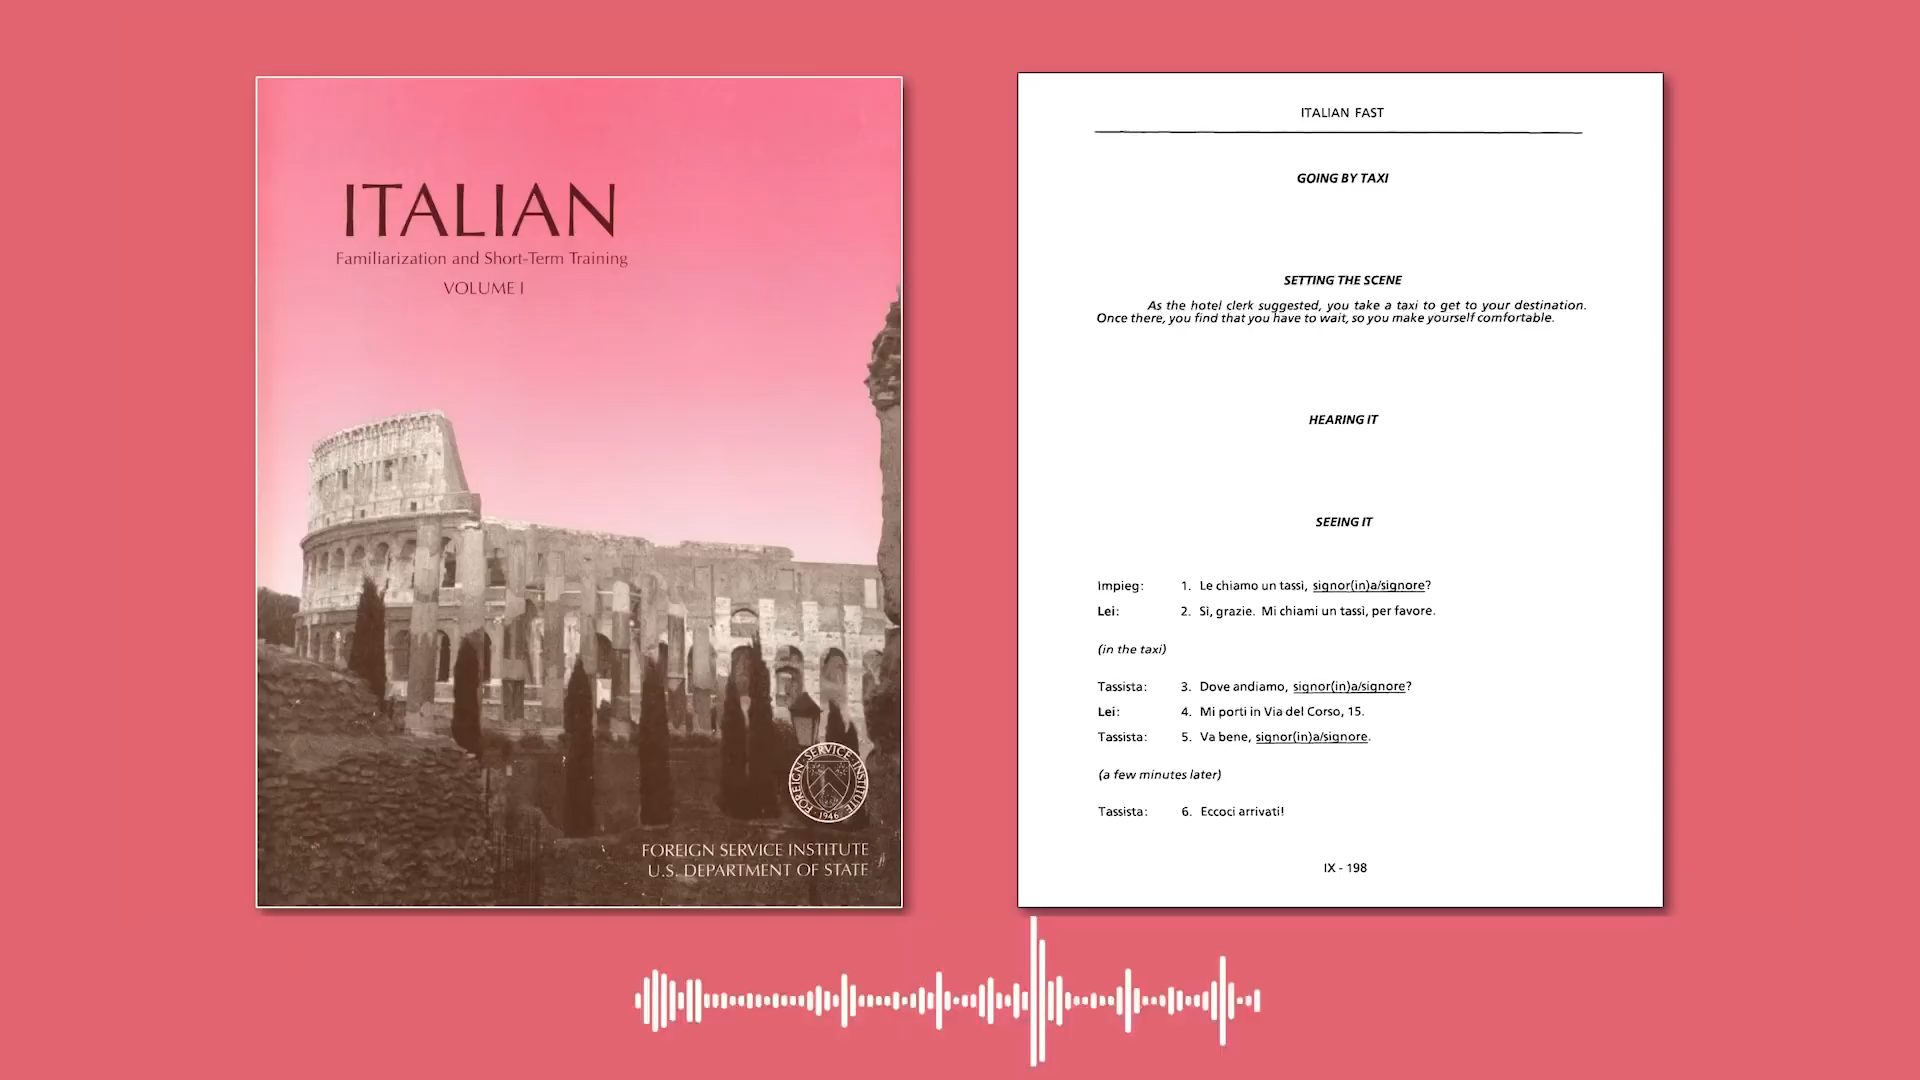 ITALIAN
Familiarization and Short-Term Training
VOLUME I
FOREIGN SERVICE INSTITUTE
1946
FOREIGN SERVICE INSTITUTE
U.S. DEPARTMENT OF STATE
ITALIAN FAST
GOING BY TAXI
SETTING THE SCENE
As the hotel clerk suggested, you take a taxi to get to your destination.
Once there, you find that you have to wait, so you make yourself comfortable.
HEARING IT
SEEING IT
Impieg: 1. Le chiamo un tassì, signor(in)a/signore?
Lei: 2. Sì, grazie. Mi chiami un tassì, per favore.
(in the taxi)
Tassista: 3. Dove andiamo, signor(in)a/signore?
Lei: 4. Mi porti in Via del Corso, 15.
Tassista: 5. Va bene, signor(in)a/signore.
(a few minutes later)
Tassista: 6. Eccoci arrivati!
IX - 198